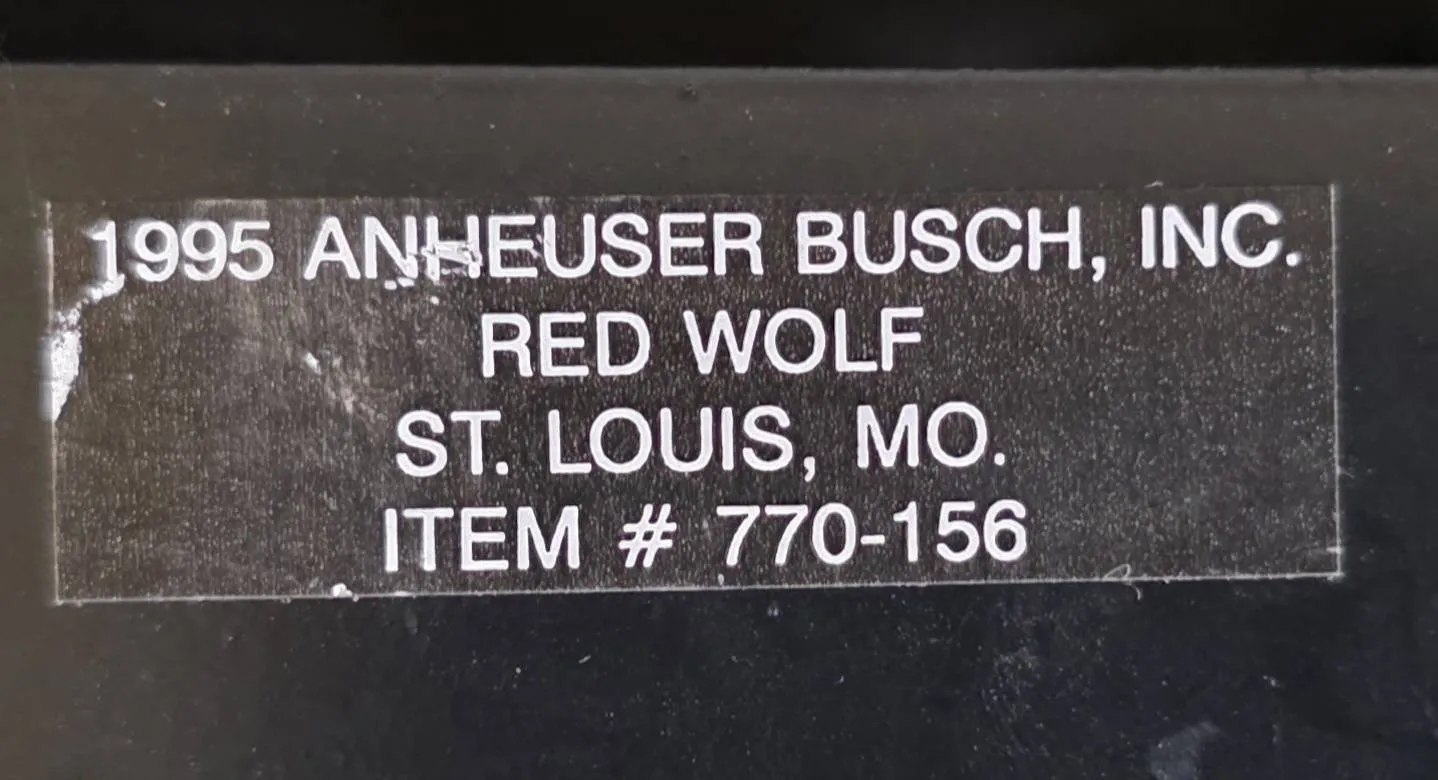 1995 ANHEUSER BUSCH, INC.
RED WOLF
ST. LOUIS, MO.
ITEM # 770-156